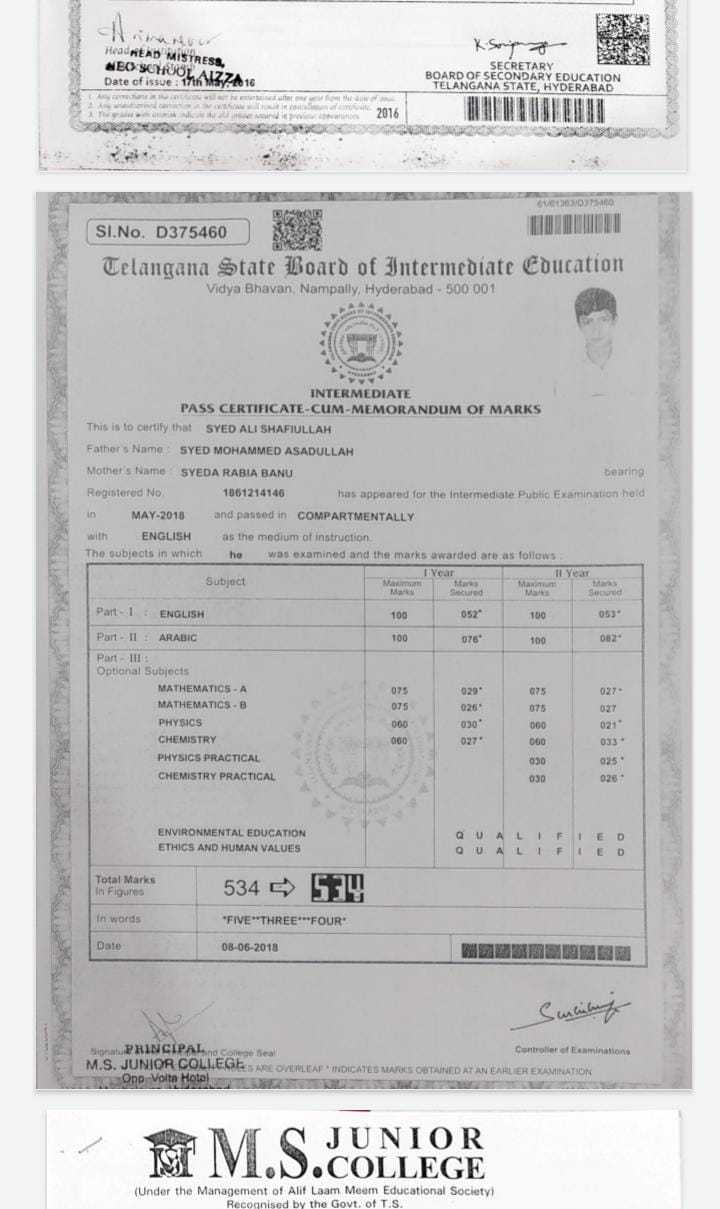 Head of Institution
HEAD MISTRESS,
NEO SCHOOL, AIZZA
Date of issue : 17th May, 2016
SECRETARY
BOARD OF SECONDARY EDUCATION
TELANGANA STATE, HYDERABAD
1. Any corrections in the certificate will not be entertained after one year from the date of issue.
2. Any unauthorised correction in the certificate will result in cancellation of certificate.
3. The grades with asterisk indicate the old grades secured in previous appearances.
2016
61/01363/D375460
Sl.No. D375460
Telangana State Board of Intermediate Education
Vidya Bhavan, Nampally, Hyderabad - 500 001
INTERMEDIATE
PASS CERTIFICATE-CUM-MEMORANDUM OF MARKS
This is to certify that SYED ALI SHAFIULLAH
Father's Name : SYED MOHAMMED ASADULLAH
Mother's Name : SYEDA RABIA BANU bearing
Registered No. 1861214146 has appeared for the Intermediate Public Examination held
in MAY-2018 and passed in COMPARTMENTALLY
with ENGLISH as the medium of instruction.
The subjects in which he was examined and the marks awarded are as follows :
Subject I Year II Year
Maximum Marks Marks Secured Maximum Marks Marks Secured
Part - I : ENGLISH 100 052* 100 053*
Part - II : ARABIC 100 076* 100 082*
Part - III :
Optional Subjects
MATHEMATICS - A 075 029* 075 027*
MATHEMATICS - B 075 026* 075 027
PHYSICS 060 030* 060 021*
CHEMISTRY 060 027* 060 033*
PHYSICS PRACTICAL 030 025*
CHEMISTRY PRACTICAL 030 026*
ENVIRONMENTAL EDUCATION Q U A L I F I E D
ETHICS AND HUMAN VALUES Q U A L I F I E D
Total Marks
In Figures
534 534
In words *FIVE**THREE***FOUR*
Date 08-06-2018
Signature and College Seal
PRINCIPAL
Controller of Examinations
M.S. JUNIOR COLLEGE
ARE OVERLEAF * INDICATES MARKS OBTAINED AT AN EARLIER EXAMINATION
Opp. Volta Hotel
M.S. JUNIOR COLLEGE
(Under the Management of Alif Laam Meem Educational Society)
Recognised by the Govt. of T.S.